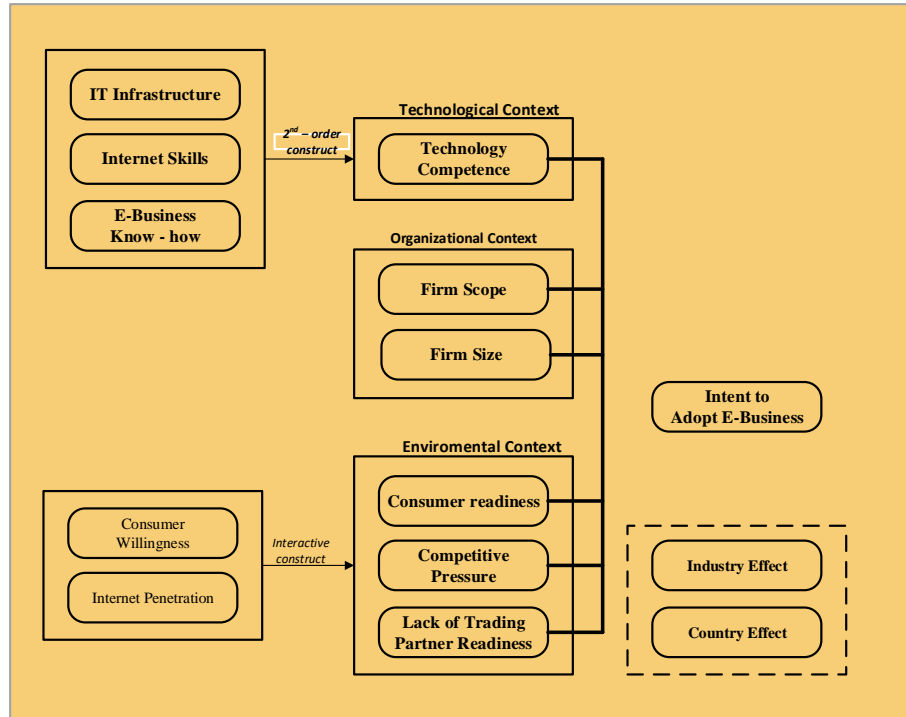 IT Infrastructure
Internet Skills
E-Business
Know - how
2nd – order
construct
Technological Context
Technology
Competence
Organizational Context
Firm Scope
Firm Size
Intent to
Adopt E-Business
Enviromental Context
Consumer readiness
Competitive
Pressure
Lack of Trading
Partner Readiness
Consumer
Willingness
Internet Penetration
Interactive
construct
Industry Effect
Country Effect